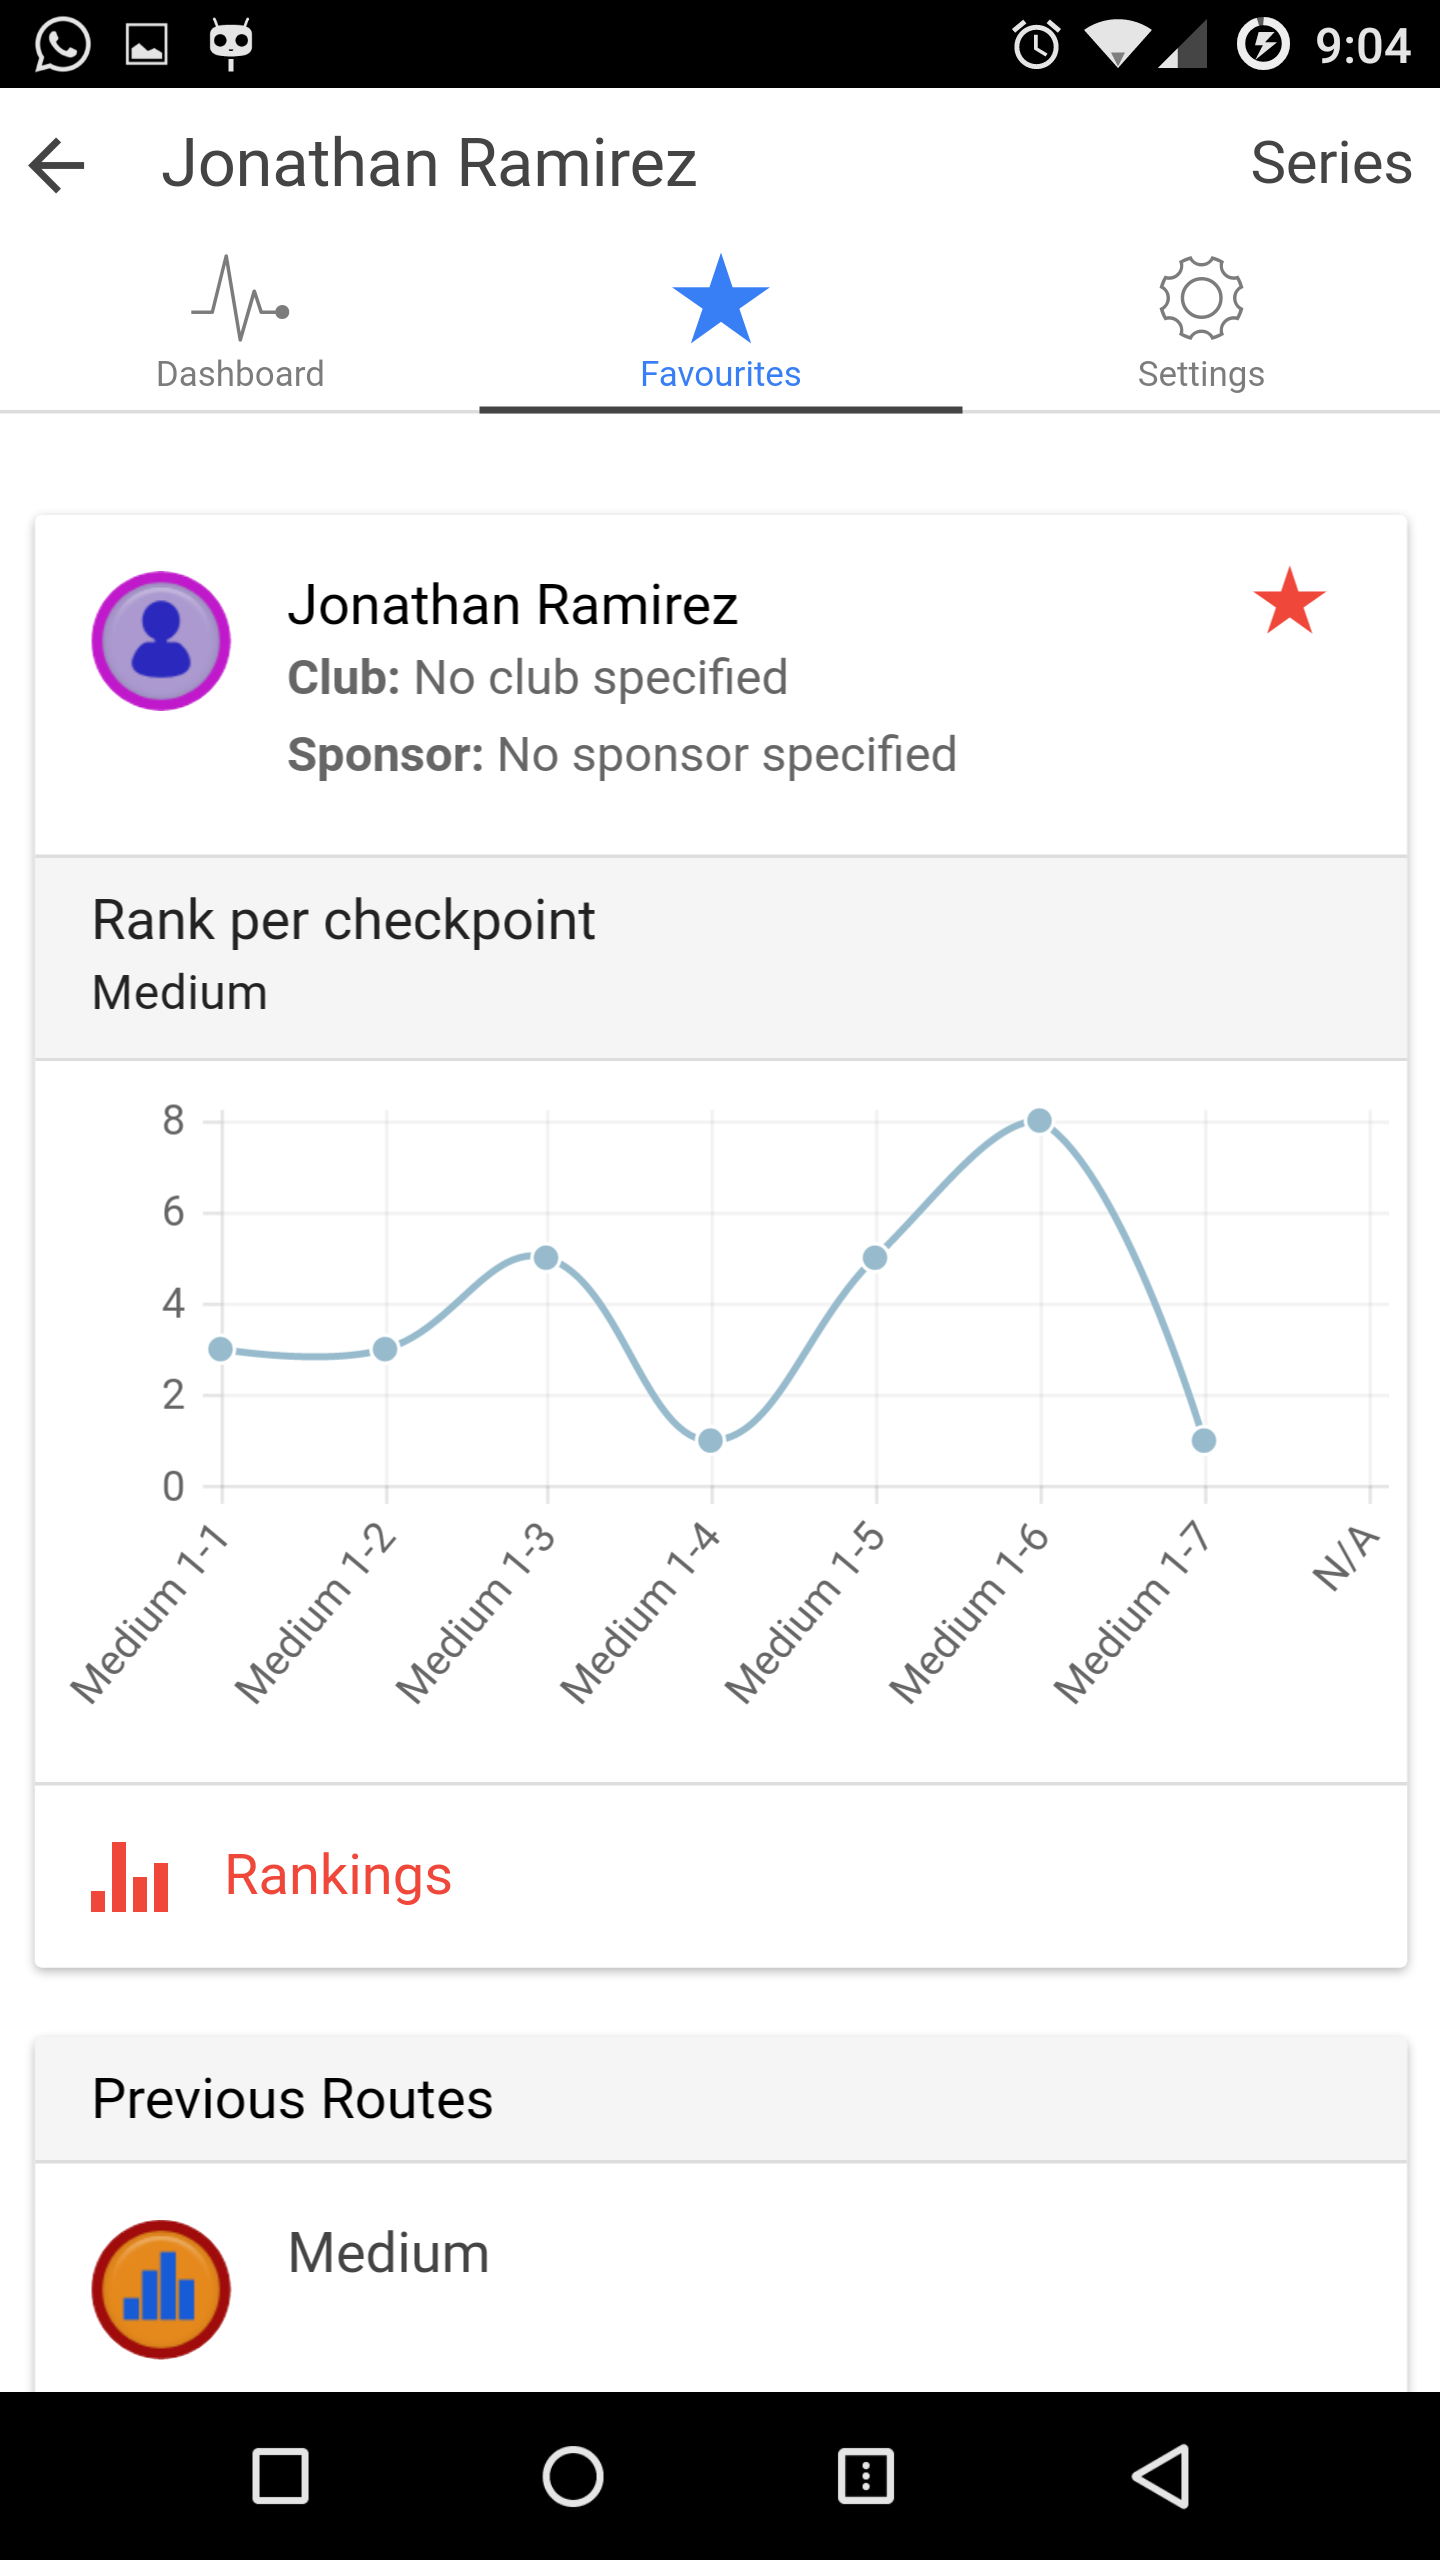 9:04
Jonathan Ramirez
Series
Dashboard
Favourites
Settings
Jonathan Ramirez
Club: No club specified
Sponsor: No sponsor specified
Rank per checkpoint
Medium
8
6
4
2
0
Medium 1-1
Medium 1-2
Medium 1-3
Medium 1-4
Medium 1-5
Medium 1-6
Medium 1-7
N/A
Rankings
Previous Routes
Medium